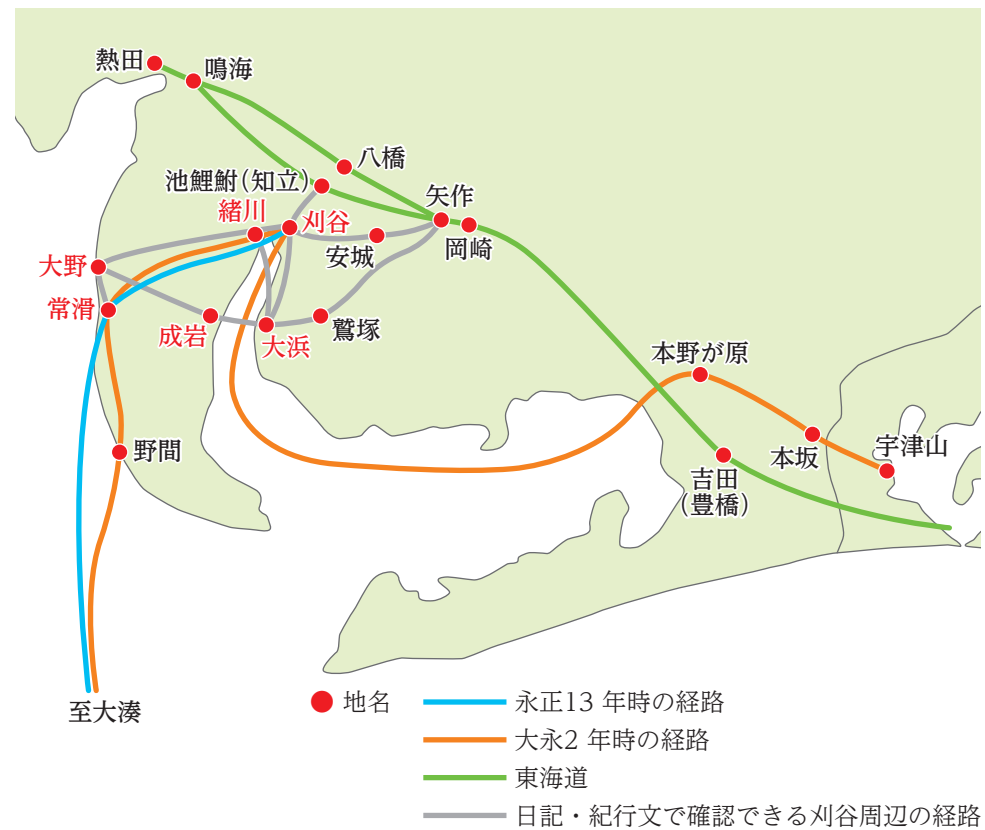 熱田
鳴海
八橋
池鯉鮒(知立)
矢作
緒川
刈谷
安城
岡崎
大野
常滑
成岩
大浜
鷲塚
本野が原
野間
本坂
宇津山
吉田
(豊橋)
至大湊
地名
永正13 年時の経路
大永2 年時の経路
東海道
日記・紀行文で確認できる刈谷周辺の経路